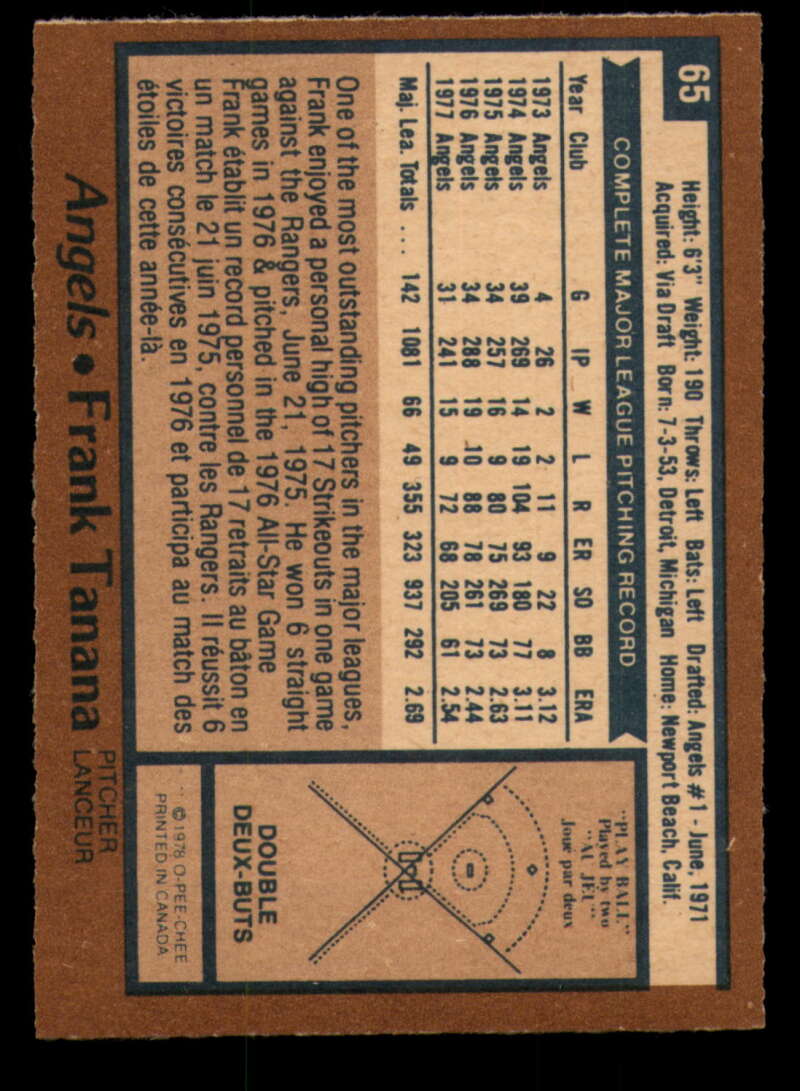 65
Height: 6'3" Weight: 190 Throws: Left Bats: Left Drafted: Angels #1 - June, 1971
Acquired: Via Draft Born: 7-3-53, Detroit, Michigan Home: Newport Beach, Calif.
COMPLETE MAJOR LEAGUE PITCHING RECORD
Year Club G IP W L R ER SO BB ERA
1973 Angels 4 26 2 2 11 9 22 8 3.12
1974 Angels 39 269 14 19 104 93 180 77 3.11
1975 Angels 34 257 16 9 80 75 269 73 2.63
1976 Angels 34 288 19 10 88 78 261 73 2.44
1977 Angels 31 241 15 9 72 68 205 61 2.54
Maj. Lea. Totals ... 142 1081 66 49 355 323 937 292 2.69
One of the most outstanding pitchers in the major leagues,
Frank enjoyed a personal high of 17 Strikeouts in one game
against the Rangers, June 21, 1975. He won 6 straight
games in 1976 & pitched in the 1976 All-Star Game
Frank établit un record personnel de 17 retraits au bâton en
un match le 21 juin 1975, contre les Rangers. Il réussit 6
victoires consécutives en 1976 et participa au match des
étoiles de cette année-là.
"PLAY BALL"
Played by two
"AU JEU"
Joue par deux
DOUBLE
DEUX-BUTS
© 1978 O-PEE-CHEE
PRINTED IN CANADA
Angels • Frank Tanana PITCHER
LANCEUR